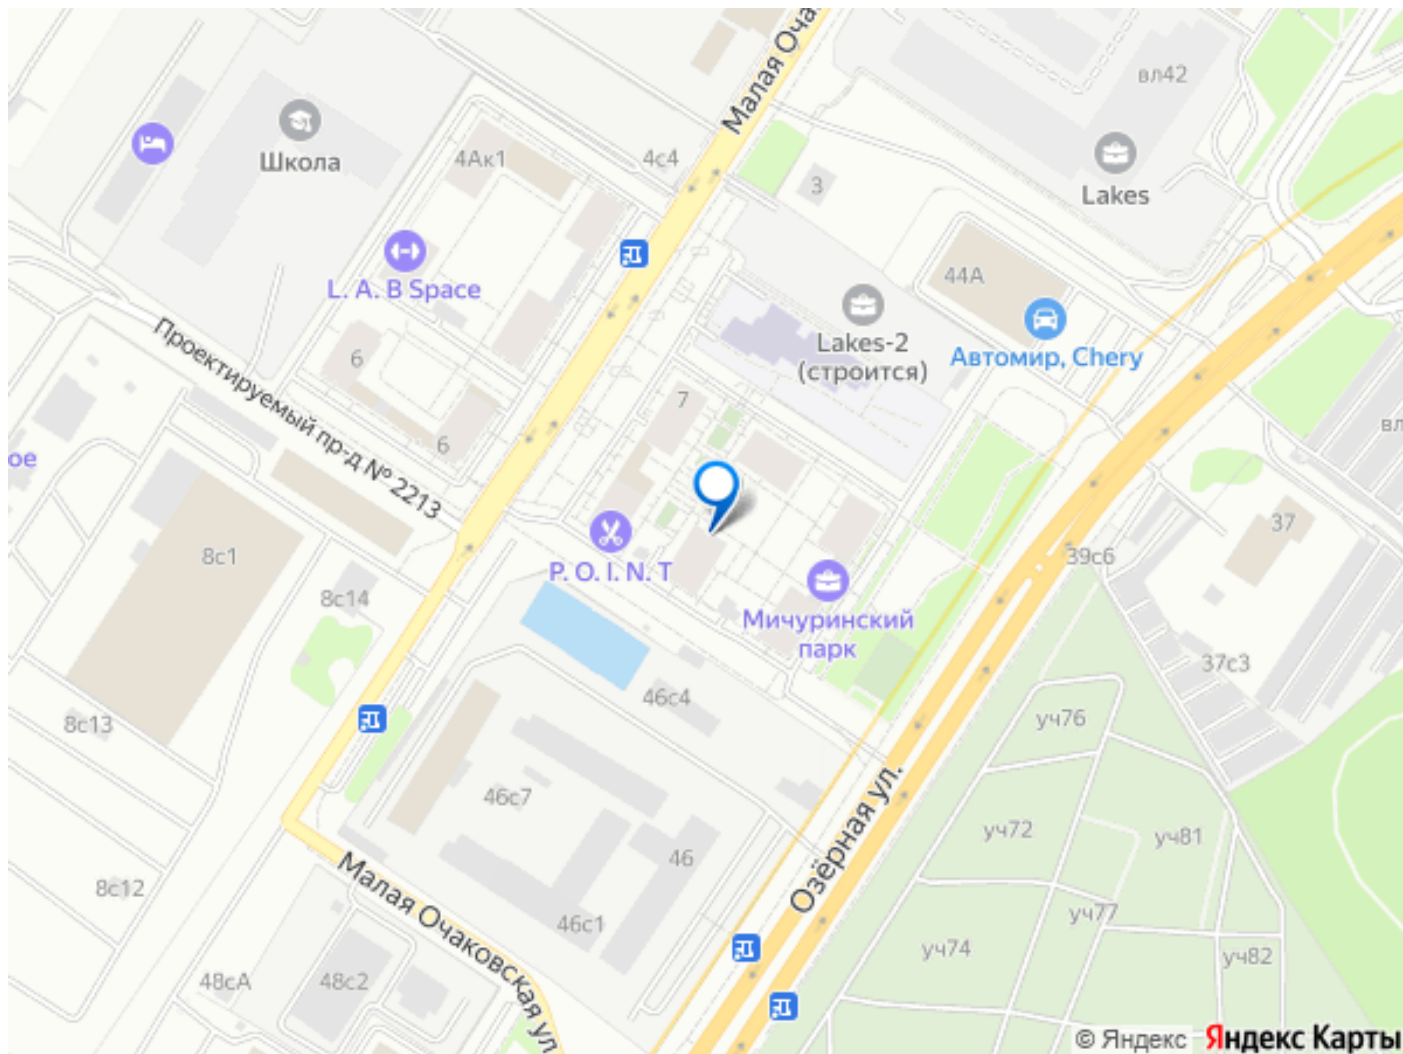 Малая Оча
вл42
Школа
4Ак1
4с4
3
Lakes
L. A. B Space
44А
Lakes-2
(строится)
Автомир, Chery
Проектируемый пр-д № 2213
6
7
6
ое
вл
8с1
P. O. I. N. T
37
39с6
8с14
Мичуринский
парк
37с3
46с4
уч76
8с13
46с7
Озёрная ул.
уч72
уч81
46
8с12
Малая Очаковская ул
46с1
уч77
уч74
уч82
48сА
48с2
© Яндекс Яндекс Карты